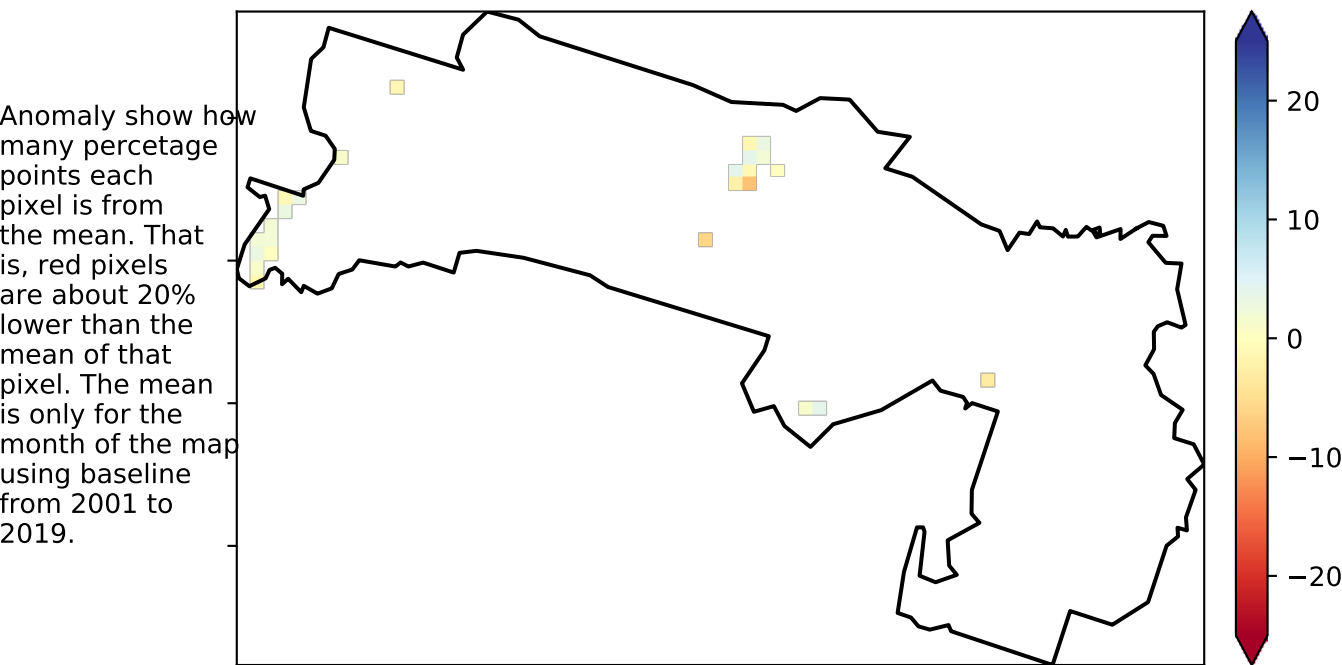 Anomaly show how
many percetage
points each
pixel is from
the mean. That
is, red pixels
are about 20%
lower than the
mean of that
pixel. The mean
is only for the
month of the map
using baseline
from 2001 to
2019.
20
10
0
−10
−20